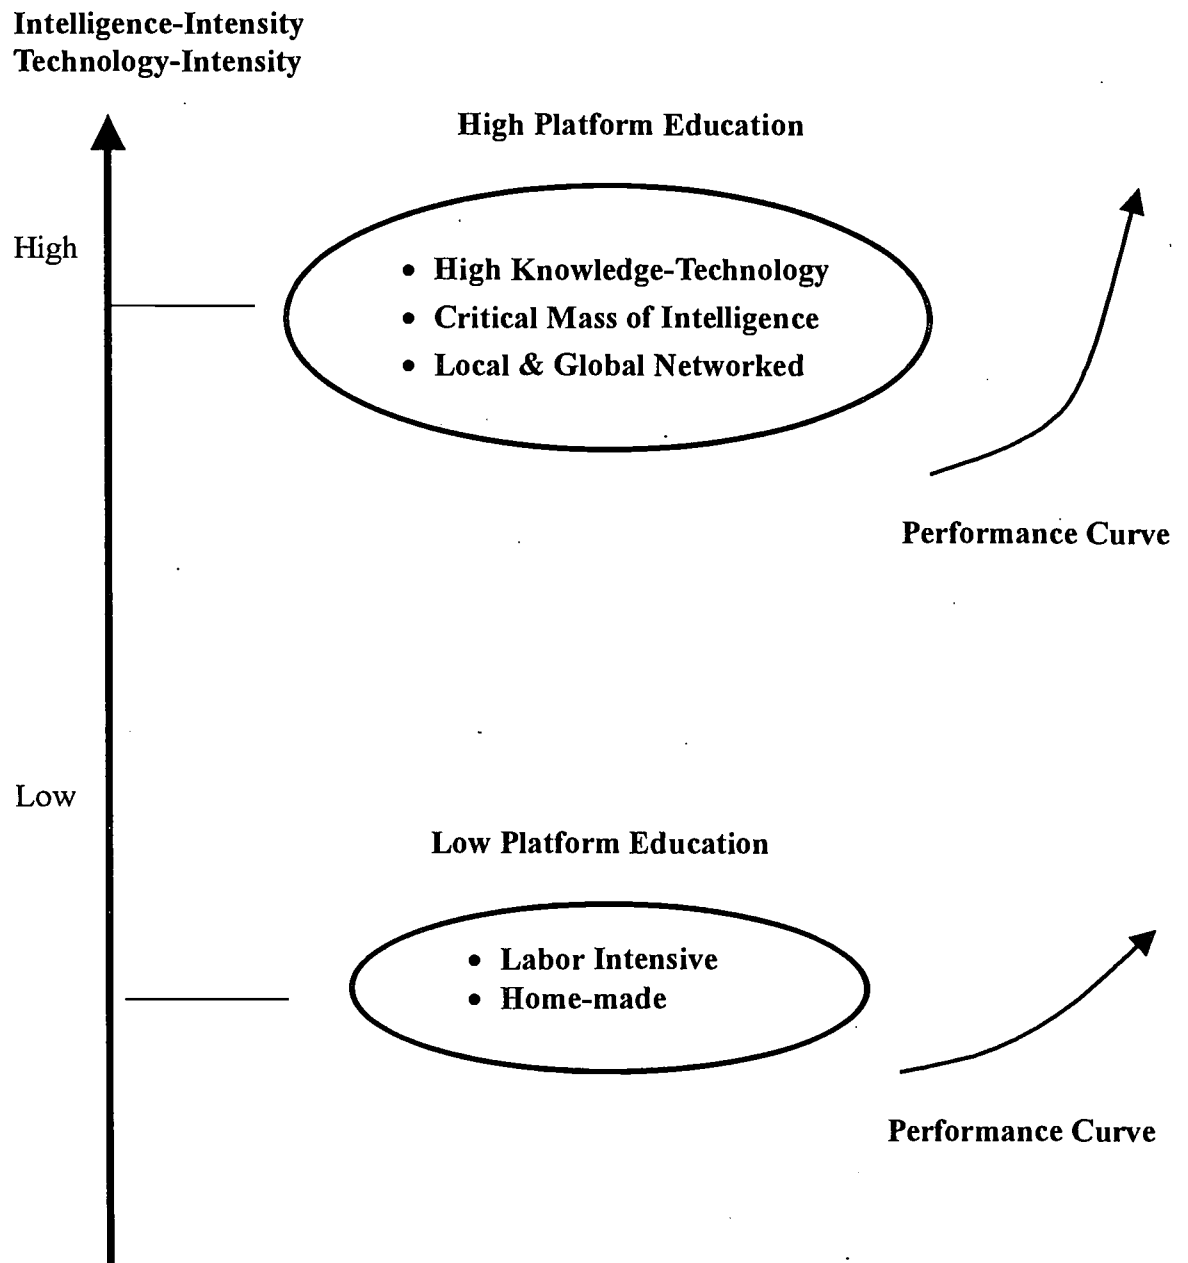 Intelligence-Intensity
Technology-Intensity
High Platform Education
High
• High Knowledge-Technology
• Critical Mass of Intelligence
• Local & Global Networked
Performance Curve
Low
Low Platform Education
• Labor Intensive
• Home-made
Performance Curve